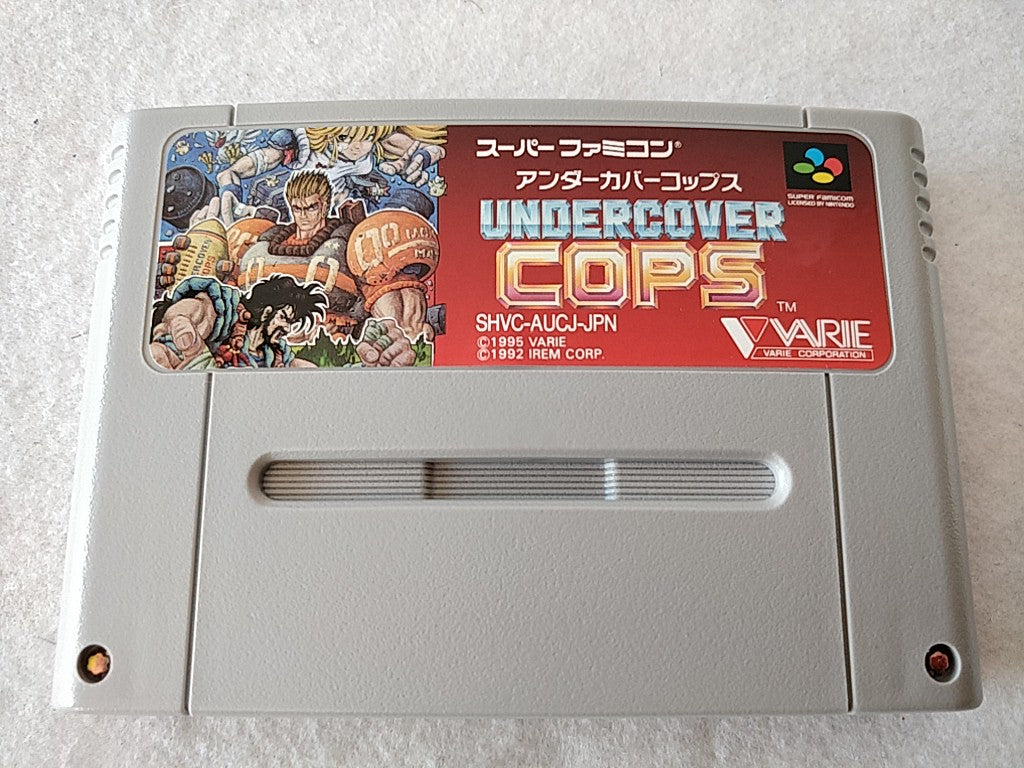 スーパーファミコン®
アンダーカバーコップス
UNDERCOVER
COPS
TM
SHVC-AUCJ-JPN
©1995 VARIE
©1992 IREM CORP.
SUPER FAMICOM
LICENSED BY NINTENDO
VARIE
VARIE CORPORATION
UNDERCOVER
COPS